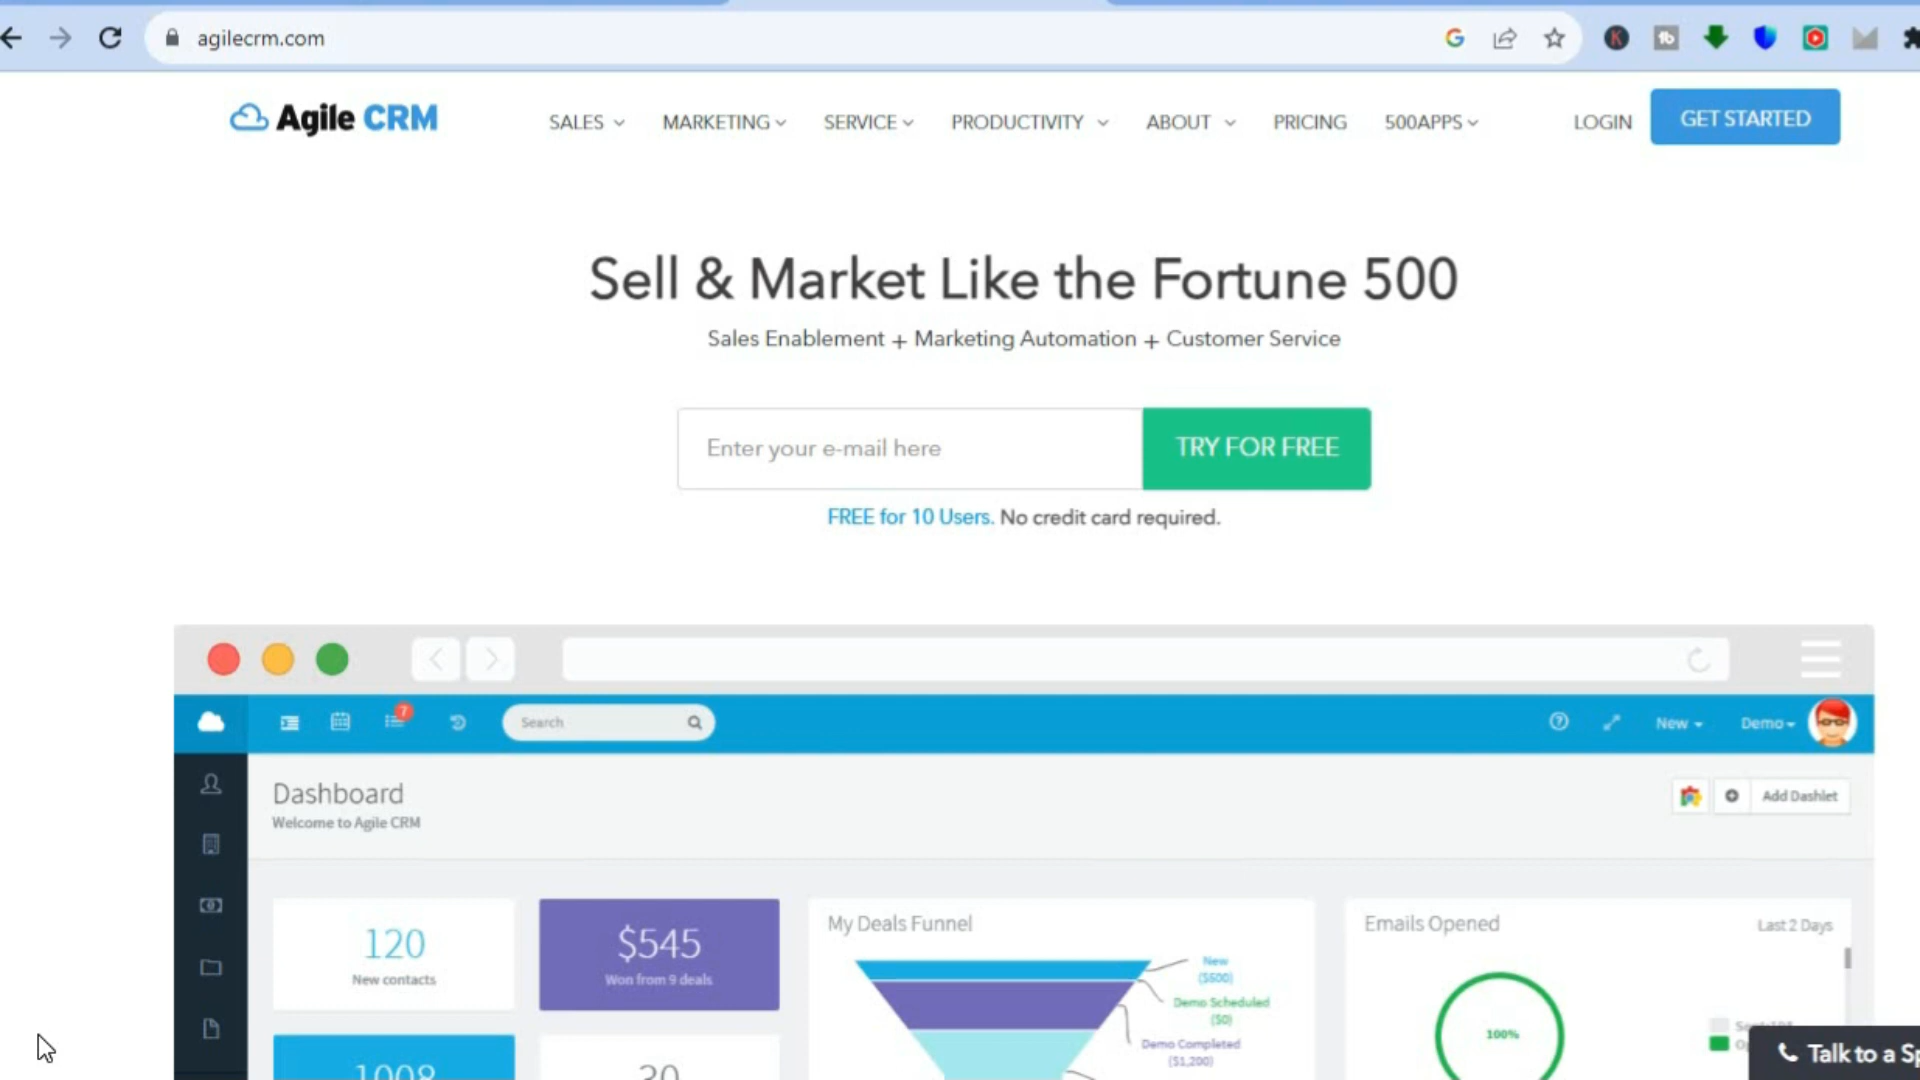 agilecrm.com
Agile CRM
SALES MARKETING SERVICE PRODUCTIVITY ABOUT PRICING 500APPS LOGIN GET STARTED
Sell & Market Like the Fortune 500
Sales Enablement + Marketing Automation + Customer Service
Enter your e-mail here TRY FOR FREE
FREE for 10 Users. No credit card required.
7
Search New Demo
Dashboard
Welcome to Agile CRM
Add Dashlet
120
New contacts
$545
Won from 9 deals
My Deals Funnel
New
($600)
Demo Scheduled
($0)
Demo Completed
($1,200)
Emails Opened Last 2 Days
100%
1008
30
Talk to a